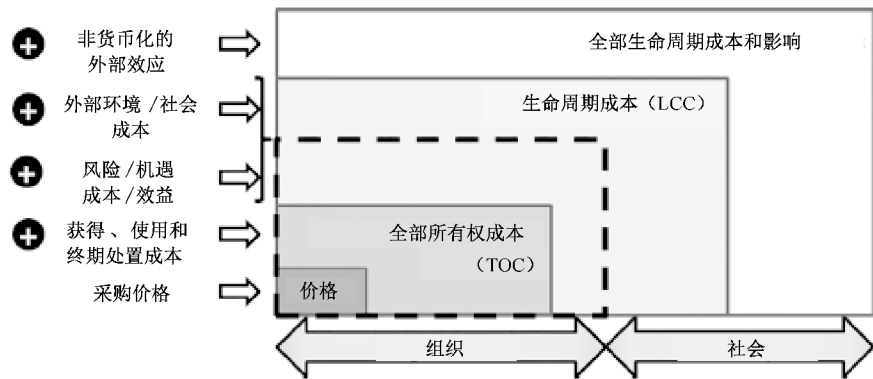 非货币化的
外部效应
全部生命周期成本和影响
外部环境/社会
成本
生命周期成本（LCC）
风险/机遇
成本/效益
获得、使用和
终期处置成本
全部所有权成本
（TOC）
采购价格
价格
组织
社会